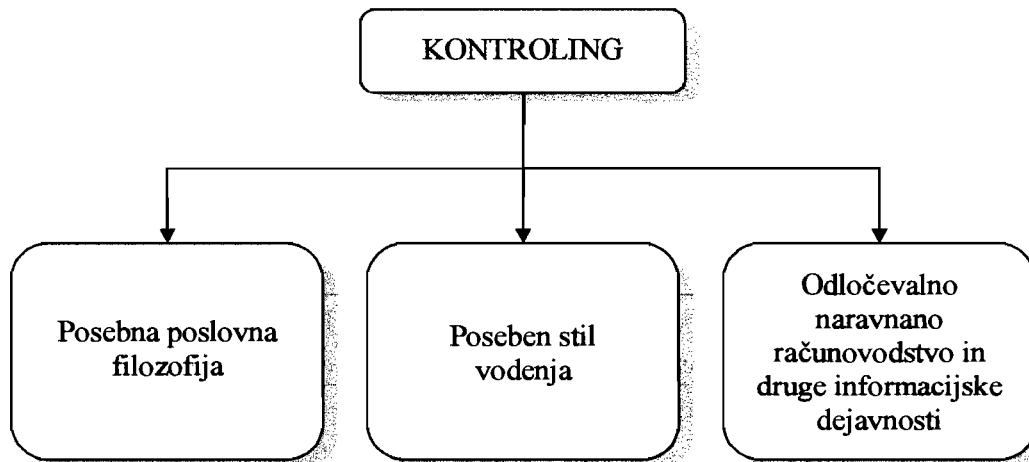 KONTROLING
Posebna poslovna
filozofija
Poseben stil
vodenja
Odločevalno
naravnano
računovodstvo in
druge informacijske
dejavnosti